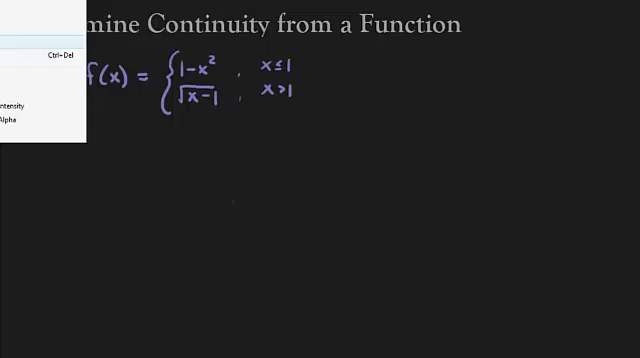 mine Continuity from a Function
Ctrl+Del
f(x) = { 1-x² , x≤1
√x-1 , x>1
ntensity
Alpha